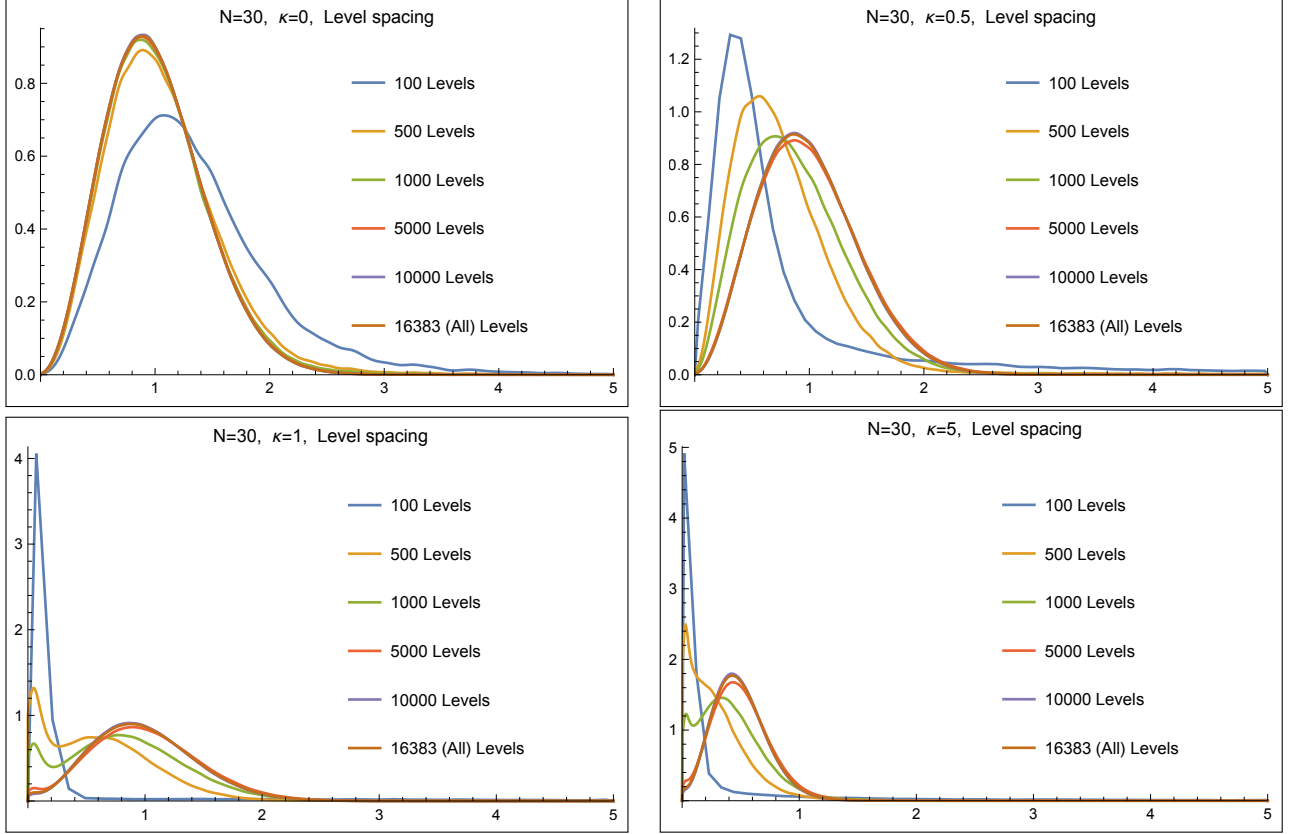 N=30, κ=0, Level spacing
0.8
0.6
0.4
0.2
0.0
100 Levels
500 Levels
1000 Levels
5000 Levels
10000 Levels
16383 (All) Levels
1 2 3 4 5
N=30, κ=0.5, Level spacing
1.2
1.0
0.8
0.6
0.4
0.2
0.0
100 Levels
500 Levels
1000 Levels
5000 Levels
10000 Levels
16383 (All) Levels
1 2 3 4 5
N=30, κ=1, Level spacing
4
3
2
1
100 Levels
500 Levels
1000 Levels
5000 Levels
10000 Levels
16383 (All) Levels
0 1 2 3 4 5
N=30, κ=5, Level spacing
5
4
3
2
1
100 Levels
500 Levels
1000 Levels
5000 Levels
10000 Levels
16383 (All) Levels
0 1 2 3 4 5